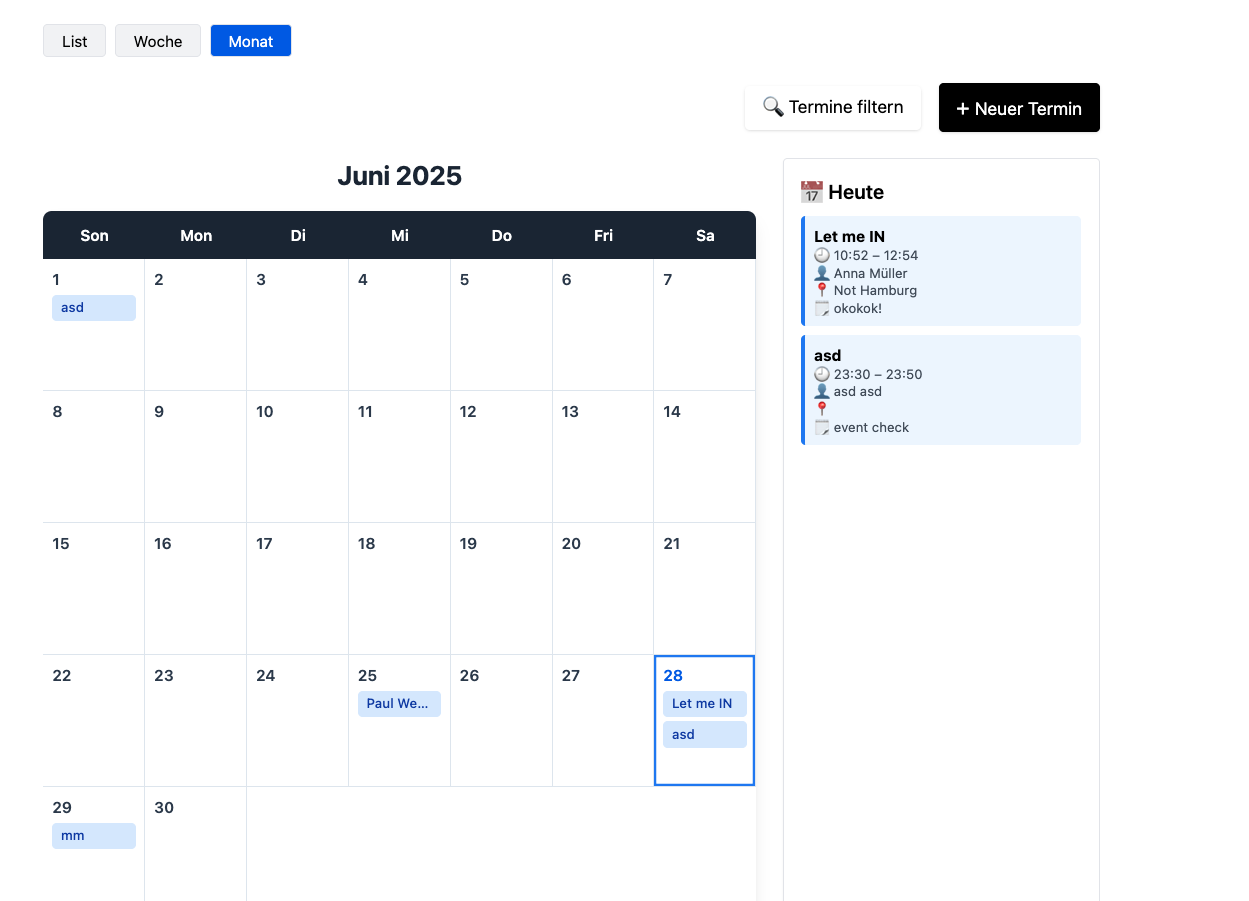 List Woche Monat
🔍 Termine filtern + Neuer Termin
Juni 2025
Son Mon Di Mi Do Fri Sa
1 2 3 4 5 6 7
asd
8 9 10 11 12 13 14
15 16 17 18 19 20 21
22 23 24 25 26 27 28
Paul We... Let me IN
asd
29 30
mm
📅 Heute
Let me IN
🕘 10:52 – 12:54
👤 Anna Müller
📍 Not Hamburg
🗒️ okokok!
asd
🕘 23:30 – 23:50
👤 asd asd
📍
🗒️ event check